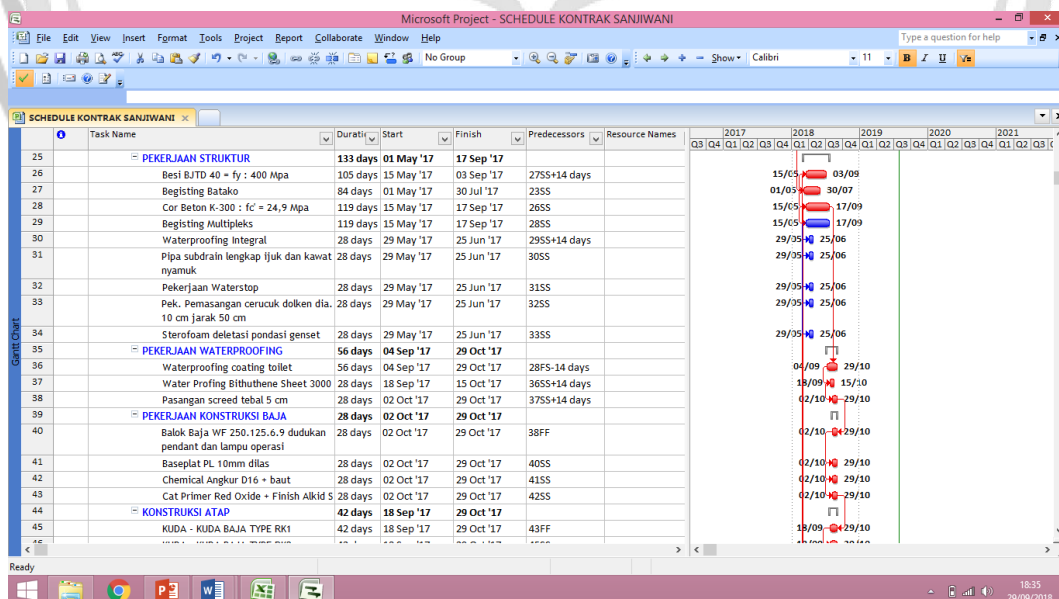 Microsoft Project - SCHEDULE KONTRAK SANJIWANI
File Edit View Insert Format Tools Project Report Collaborate Window Help Type a question for help
No Group Show Calibri 11 B I U
SCHEDULE KONTRAK SANJIWANI
Task Name Duratic Start Finish Predecessors Resource Names 2017 2018 2019 2020 2021
Q3 Q4 Q1 Q2 Q3 Q4 Q1 Q2 Q3 Q4 Q1 Q2 Q3 Q4 Q1 Q2 Q3 Q4 Q1 Q2 Q3
25 PEKERJAAN STRUKTUR 133 days 01 May '17 17 Sep '17
26 Besi BJTD 40 = fy : 400 Mpa 105 days 15 May '17 03 Sep '17 27SS+14 days 15/05 03/09
27 Begisting Batako 84 days 01 May '17 30 Jul '17 23SS 01/05 30/07
28 Cor Beton K-300 : fc' = 24,9 Mpa 119 days 15 May '17 17 Sep '17 26SS 15/05 17/09
29 Begisting Multipleks 119 days 15 May '17 17 Sep '17 28SS 15/05 17/09
30 Waterproofing Integral 28 days 29 May '17 25 Jun '17 29SS+14 days 29/05 25/06
31 Pipa subdrain lengkap ijuk dan kawat 28 days 29 May '17 25 Jun '17 30SS 29/05 25/06
nyamuk
32 Pekerjaan Waterstop 28 days 29 May '17 25 Jun '17 31SS 29/05 25/06
33 Pek. Pemasangan cerucuk dolken dia. 28 days 29 May '17 25 Jun '17 32SS 29/05 25/06
10 cm jarak 50 cm
34 Sterofoam deletasi pondasi genset 28 days 29 May '17 25 Jun '17 33SS 29/05 25/06
35 PEKERJAAN WATERPROOFING 56 days 04 Sep '17 29 Oct '17
36 Waterproofing coating toilet 56 days 04 Sep '17 29 Oct '17 28FS-14 days 04/09 29/10
37 Water Profing Bithuthene Sheet 3000 28 days 18 Sep '17 15 Oct '17 36SS+14 days 18/09 15/10
38 Pasangan screed tebal 5 cm 28 days 02 Oct '17 29 Oct '17 37SS+14 days 02/10 29/10
39 PEKERJAAN KONSTRUKSI BAJA 28 days 02 Oct '17 29 Oct '17
40 Balok Baja WF 250.125.6.9 dudukan 28 days 02 Oct '17 29 Oct '17 38FF 02/10 29/10
pendant dan lampu operasi
41 Baseplat PL 10mm dilas 28 days 02 Oct '17 29 Oct '17 40SS 02/10 29/10
42 Chemical Angkur D16 + baut 28 days 02 Oct '17 29 Oct '17 41SS 02/10 29/10
43 Cat Primer Red Oxide + Finish Alkid S 28 days 02 Oct '17 29 Oct '17 42SS 02/10 29/10
44 KONSTRUKSI ATAP 42 days 18 Sep '17 29 Oct '17
45 KUDA - KUDA BAJA TYPE RK1 42 days 18 Sep '17 29 Oct '17 43FF 18/09 29/10
Gantt Chart
Ready
18:35
29/09/2018